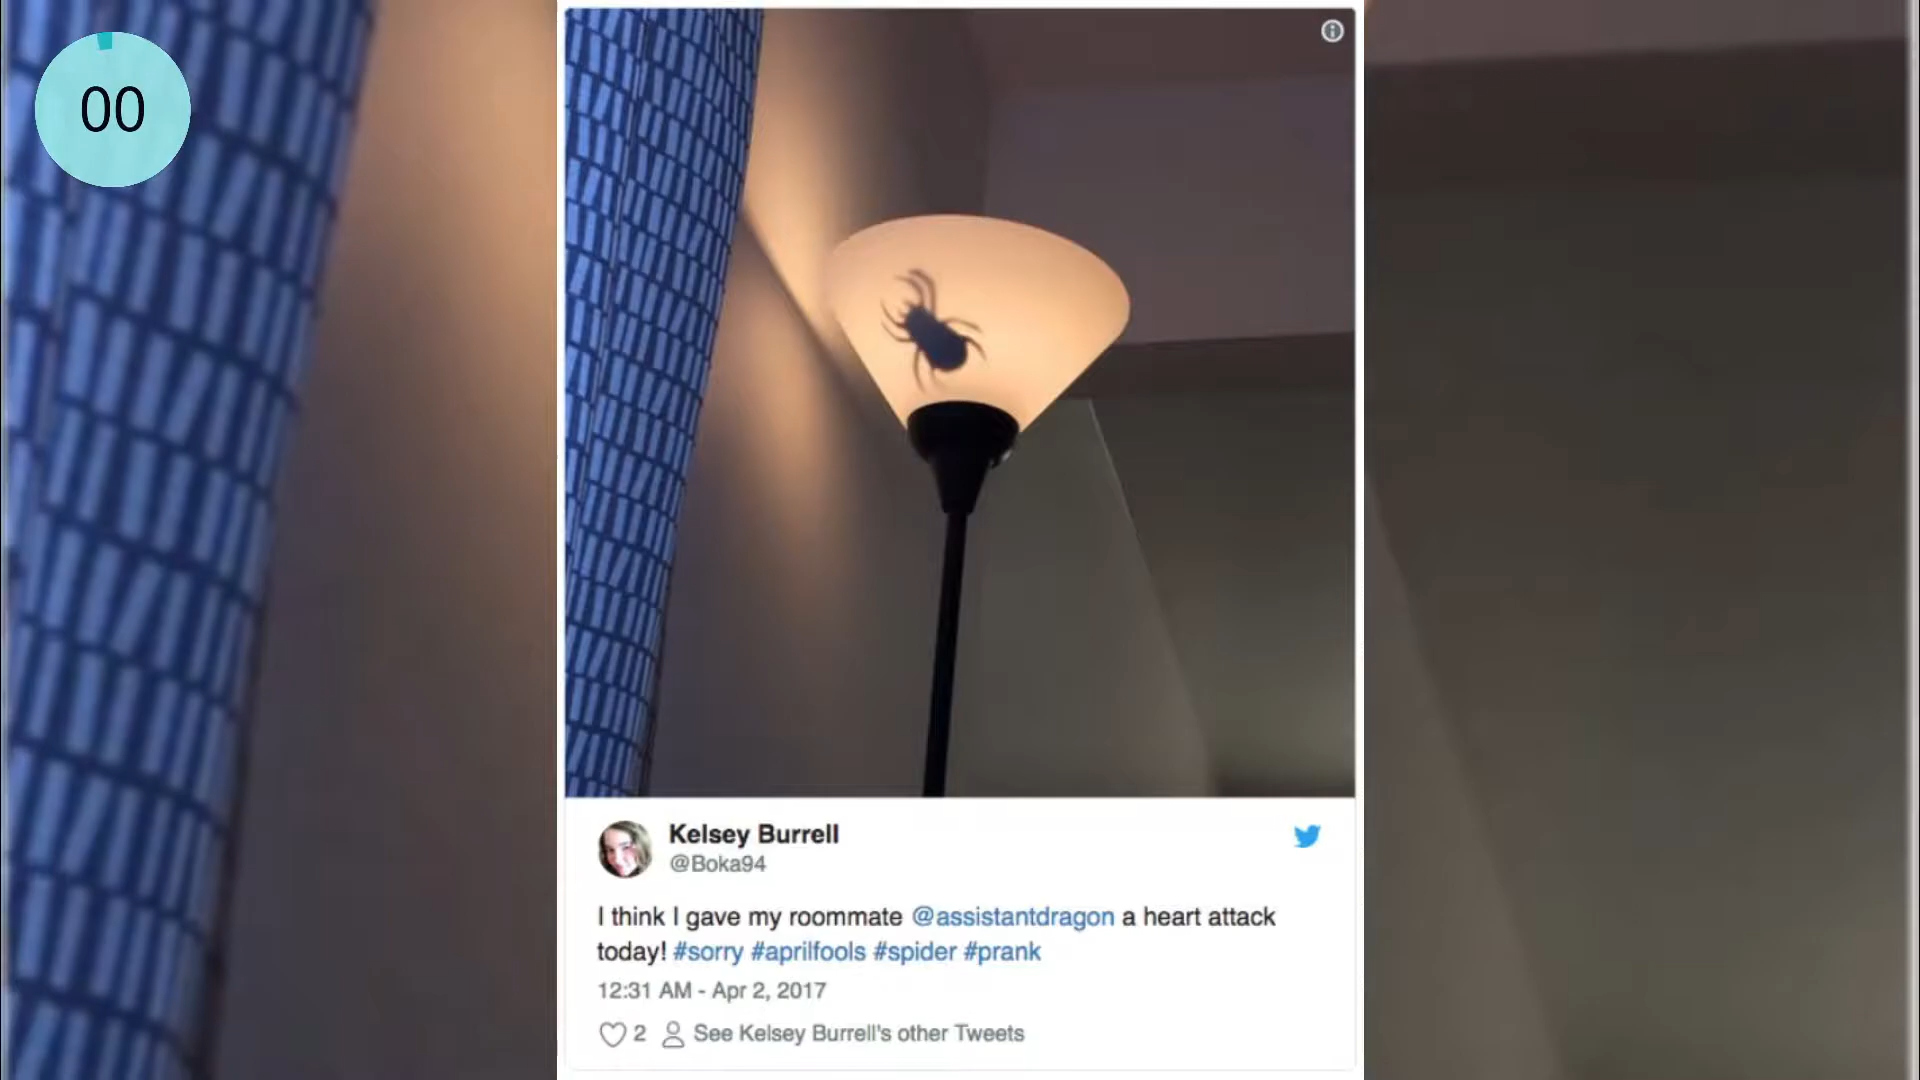 00
Kelsey Burrell
@Boka94
I think I gave my roommate @assistantdragon a heart attack
today! #sorry #aprilfools #spider #prank
12:31 AM - Apr 2, 2017
2 See Kelsey Burrell's other Tweets